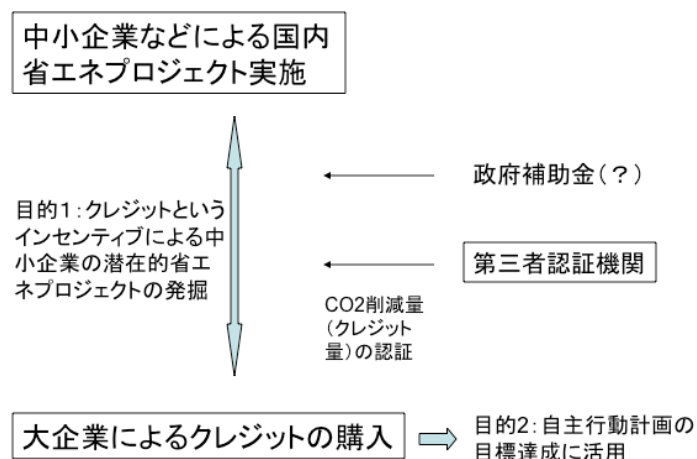 中小企業などによる国内
省エネプロジェクト実施
政府補助金(？)
目的1：クレジットという
インセンティブによる中
小企業の潜在的省エ
ネプロジェクトの発掘
第三者認証機関
CO2削減量
(クレジット
量)の認証
大企業によるクレジットの購入
目的2：自主行動計画の
目標達成に活用